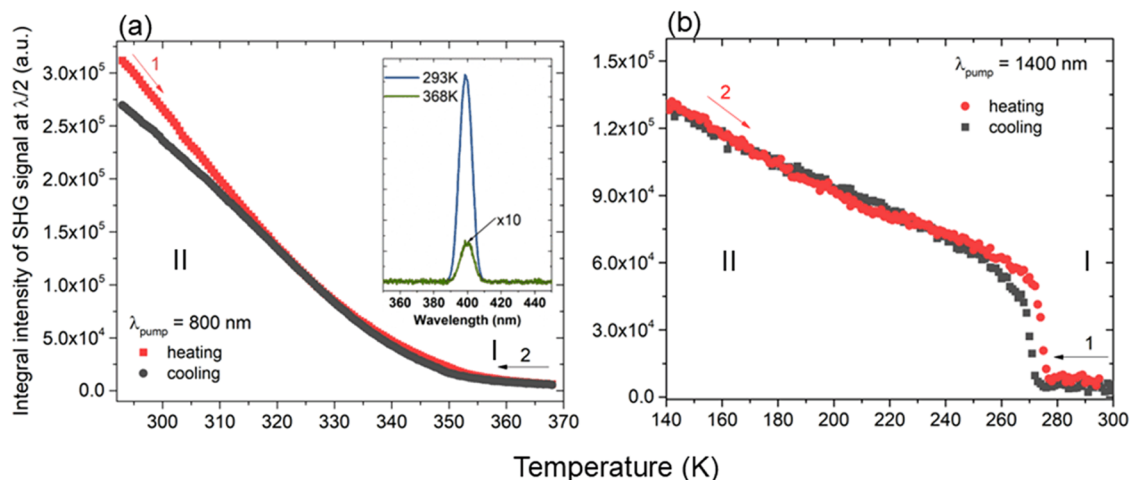 (a)
(b)
Integral intensity of SHG signal at λ/2 (a.u.)
3.0x10⁵
2.5x10⁵
2.0x10⁵
1.5x10⁵
1.0x10⁵
5.0x10⁴
0.0
1
II
I
2
λpump = 800 nm
heating
cooling
293K
368K
x10
360 380 400 420 440
Wavelength (nm)
300 310 320 330 340 350 360 370
1.5x10⁵
1.2x10⁵
9.0x10⁴
6.0x10⁴
3.0x10⁴
0.0
λpump = 1400 nm
heating
cooling
2
II
I
1
140 160 180 200 220 240 260 280 300
Temperature (K)